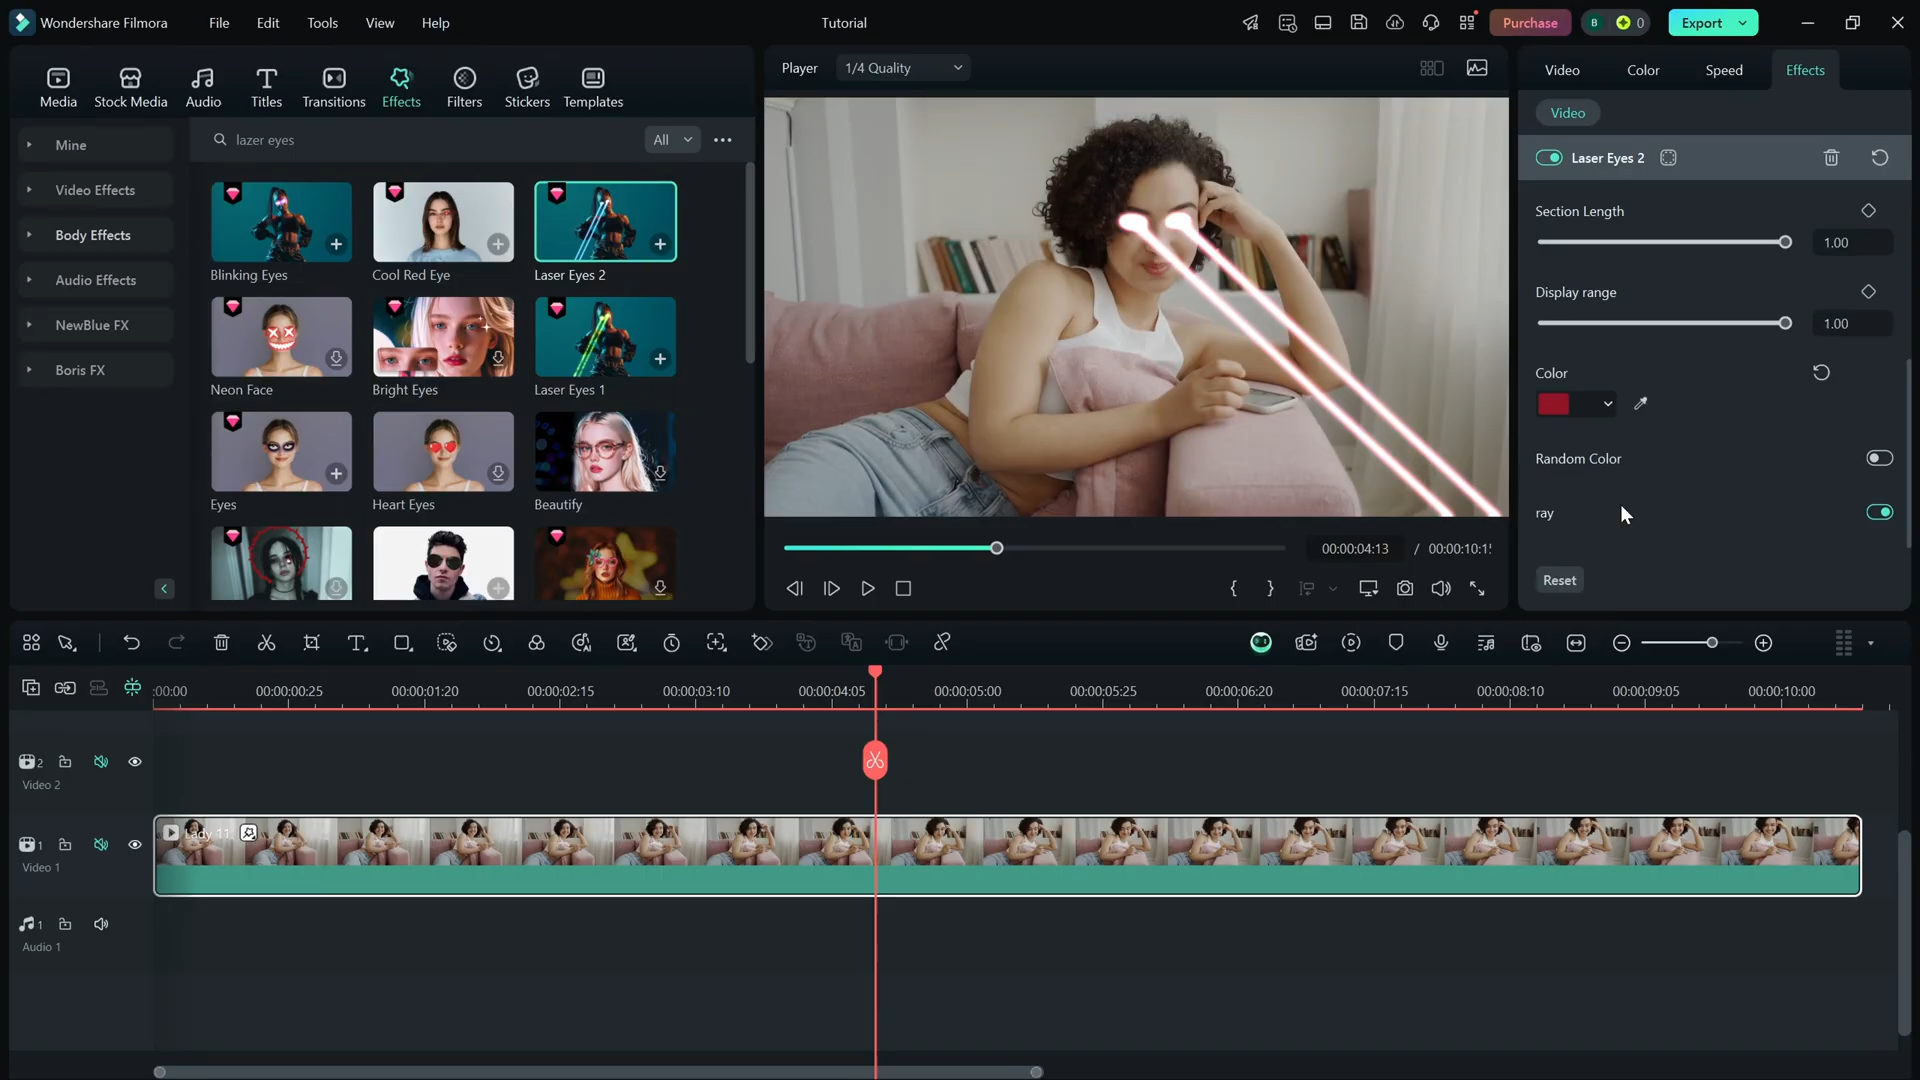 Wondershare Filmora
File
Edit
Tools
View
Help
Tutorial
Purchase
B
0
Export
Media
Stock Media
Audio
Titles
Transitions
Effects
Filters
Stickers
Templates
Player
1/4 Quality
Video
Color
Speed
Effects
Mine
Video Effects
Body Effects
Audio Effects
NewBlue FX
Boris FX
lazer eyes
All
Blinking Eyes
Cool Red Eye
Laser Eyes 2
Neon Face
Bright Eyes
Laser Eyes 1
Eyes
Heart Eyes
Beautify
00:00:04:13
/
00:00:10:15
Video
Laser Eyes 2
Section Length
1.00
Display range
1.00
Color
Random Color
ray
Reset
:00:00
00:00:00:25
00:00:01:20
00:00:02:15
00:00:03:10
00:00:04:05
00:00:05:00
00:00:05:25
00:00:06:20
00:00:07:15
00:00:08:10
00:00:09:05
00:00:10:00
2
Video 2
Lady 11
1
Video 1
1
Audio 1